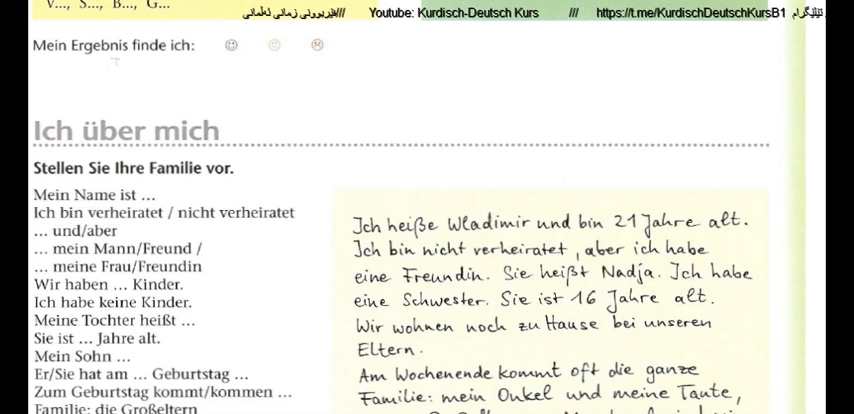 V..., S..., B..., G...
فێربوونی زمانی ئەڵمانی /// Youtube: Kurdisch-Deutsch Kurs /// https://t.me/KurdischDeutschKursB1
Mein Ergebnis finde ich:
Ich über mich
Stellen Sie Ihre Familie vor.
Mein Name ist ...
Ich bin verheiratet / nicht verheiratet
... und/aber
... mein Mann/Freund /
... meine Frau/Freundin
Wir haben ... Kinder.
Ich habe keine Kinder.
Meine Tochter heißt ...
Sie ist ... Jahre alt.
Mein Sohn ...
Er/Sie hat am ... Geburtstag ...
Zum Geburtstag kommt/kommen ...
Familie: die Großeltern
Ich heiße Wladimir und bin 21 Jahre alt.
Ich bin nicht verheiratet, aber ich habe
eine Freundin. Sie heißt Nadja. Ich habe
eine Schwester. Sie ist 16 Jahre alt.
Wir wohnen noch zu Hause bei unseren
Eltern.
Am Wochenende kommt oft die ganze
Familie: mein Onkel und meine Tante,